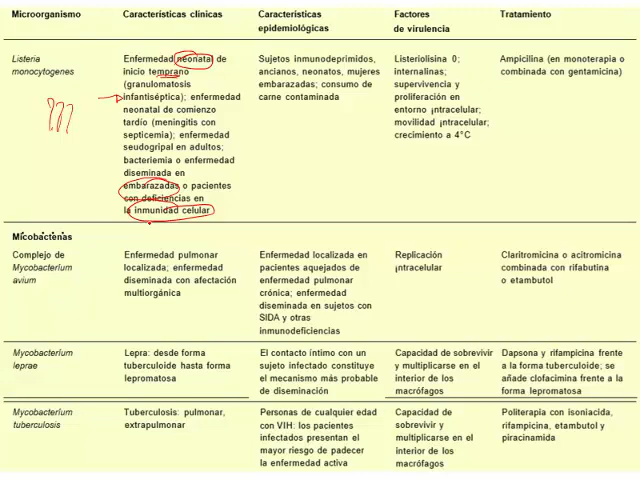 Microorganismo
Características clínicas
Características
epidemiológicas
Factores
de virulencia
Tratamiento
Listeria
monocytogenes
Enfermedad neonatal de
inicio temprano
(granulomatosis
infantiséptica); enfermedad
neonatal de comienzo
tardío (meningitis con
septicemia); enfermedad
seudogripal en adultos;
bacteriemia o enfermedad
diseminada en
embarazadas o pacientes
con deficiencias en
la inmunidad celular
Sujetos inmunodeprimidos,
ancianos, neonatos, mujeres
embarazadas; consumo de
carne contaminada
Listeriolisina 0;
internalinas;
supervivencia y
proliferación en
entorno ¡ntracelular;
movilidad ¡ntracelular;
crecimiento a 4°C
Ampicilina (en monoterapia o
combinada con gentamicina)
???
Micobactenas
Complejo de
Mycobacterium
avium
Enfermedad pulmonar
localizada; enfermedad
diseminada con afectación
multiorgánica
Enfermedad localizada en
pacientes aquejados de
enfermedad pulmonar
crónica; enfermedad
diseminada en sujetos con
SIDA y otras
inmunodeficiencias
Replicación
¡ntracelular
Claritromicina o acitromicina
combinada con rifabutina
o etambutol
Mycobacterium
leprae
Lepra: desde forma
tuberculoide hasta forma
lepromatosa
El contacto íntimo con un
sujeto infectado constituye
el mecanismo más probable
de diseminación
Capacidad de sobrevivir
y multiplicarse en el
interior de los
macrófagos
Dapsona y rifampicina frente
a la forma tuberculoide; se
añade clofacimina frente a la
forma lepromatosa
Mycobacterium
tuberculosis
Tuberculosis: pulmonar,
extrapulmonar
Personas de cualquier edad
con VIH: los pacientes
infectados presentan el
mayor riesgo de padecer
la enfermedad activa
Capacidad de
sobrevivir y
multiplicarse en el
interior de los
macrófagos
Politerapia con isoniacida,
rifampicina, etambutol y
piracinamida